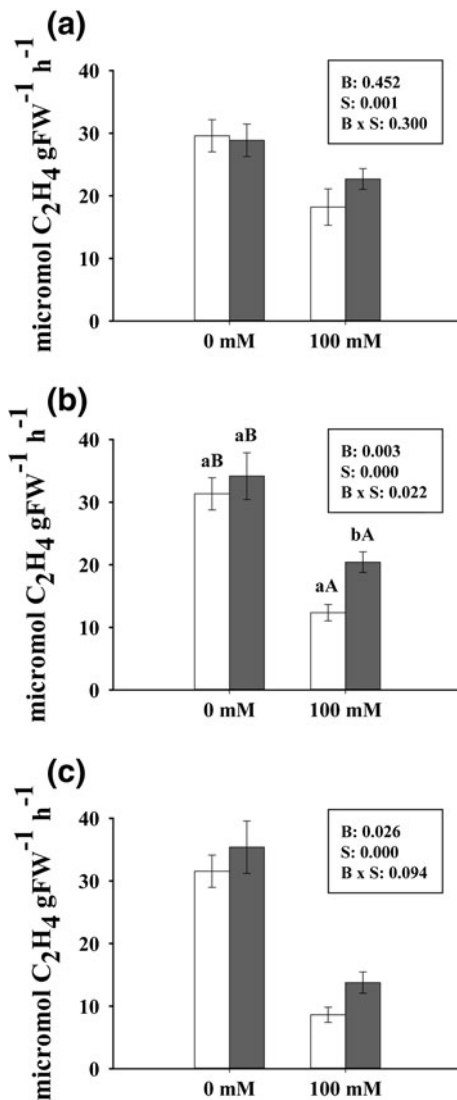 (a)
micromol C2H4 gFW-1 h-1
40
30
20
10
0
B: 0.452
S: 0.001
B x S: 0.300
0 mM
100 mM
(b)
micromol C2H4 gFW-1 h-1
40
30
20
10
0
aB
aB
aA
bA
B: 0.003
S: 0.000
B x S: 0.022
0 mM
100 mM
(c)
micromol C2H4 gFW-1 h-1
40
30
20
10
0
B: 0.026
S: 0.000
B x S: 0.094
0 mM
100 mM